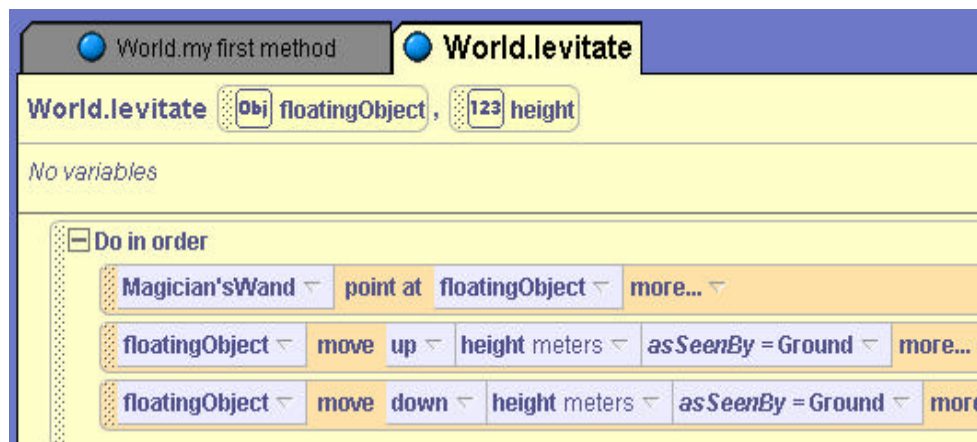 World.my first method World.levitate
World.levitate Obj floatingObject, 123 height
No variables
Do in order
Magician'sWand point at floatingObject more...
floatingObject move up height meters asSeenBy = Ground more...
floatingObject move down height meters asSeenBy = Ground more